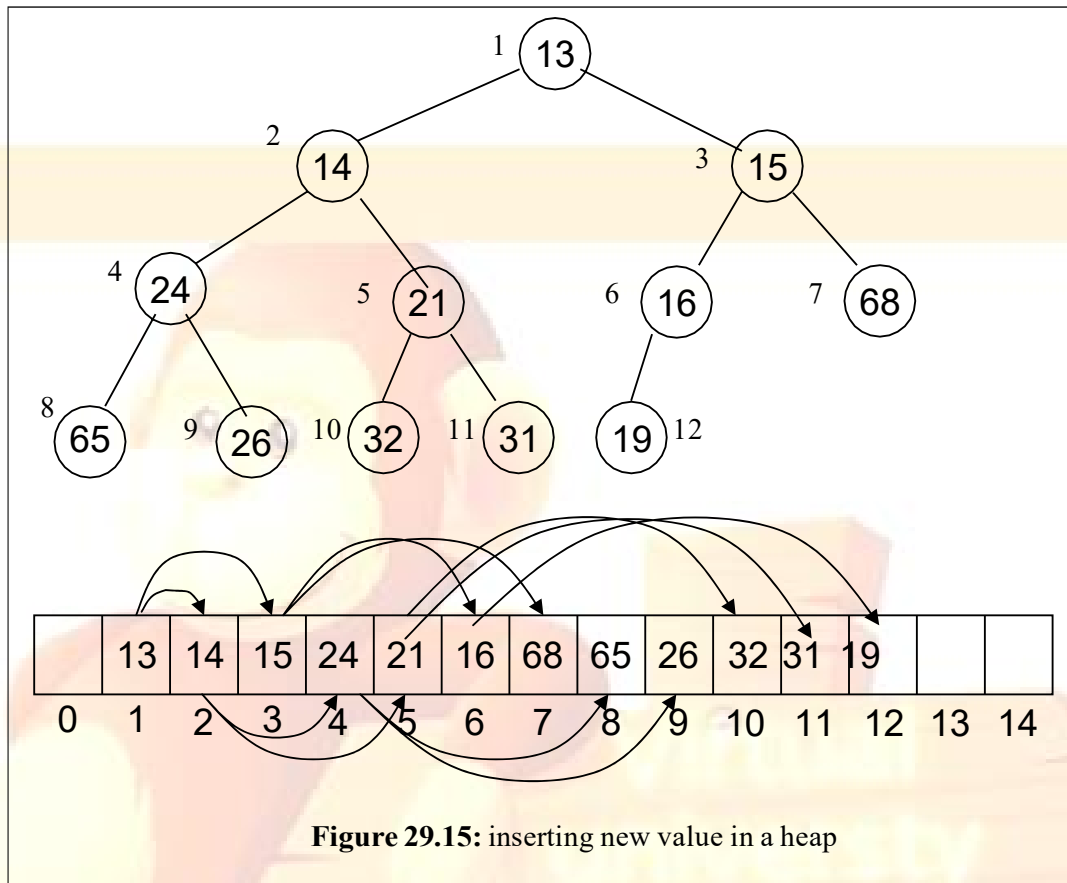 1 13
2 14 3 15
4 24 5 21 6 16 7 68
8 65 9 26 10 32 11 31 19 12
13 14 15 24 21 16 68 65 26 32 31 19
0 1 2 3 4 5 6 7 8 9 10 11 12 13 14
Figure 29.15: inserting new value in a heap